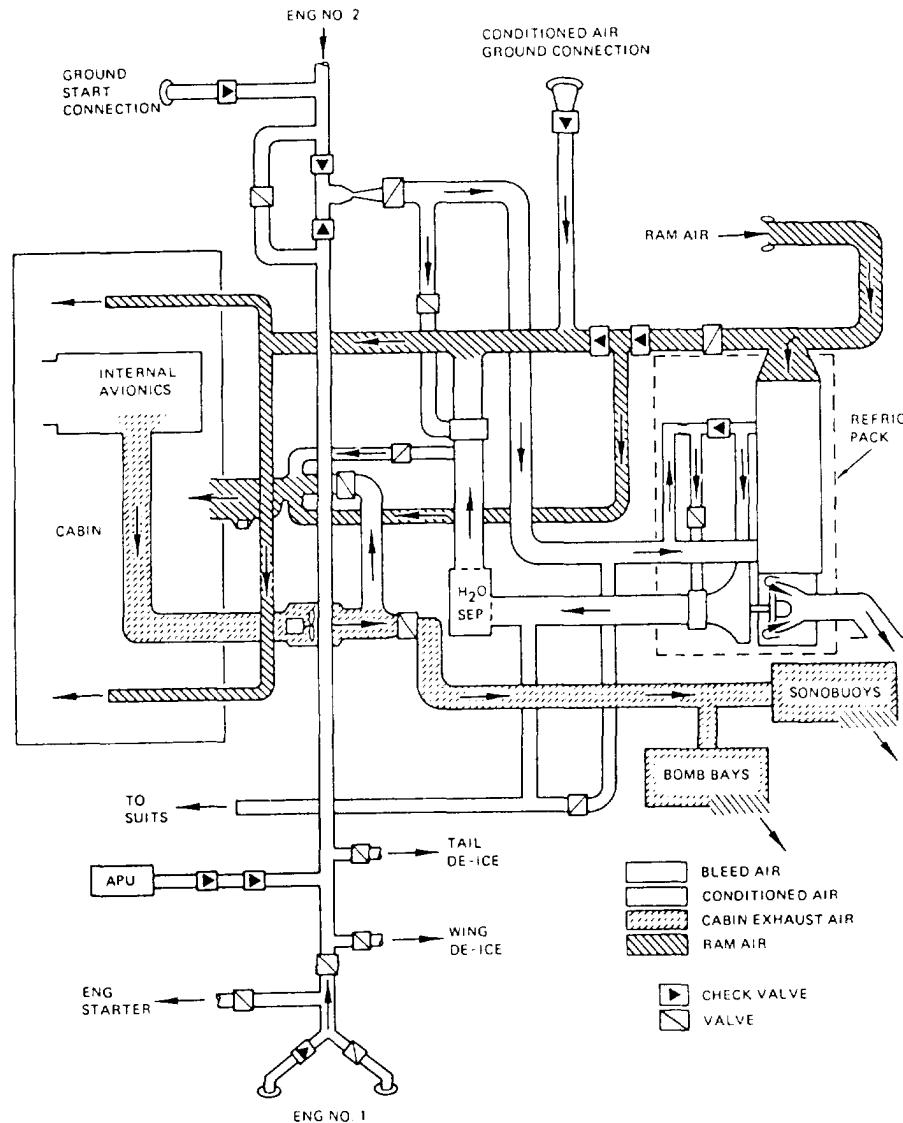 ENG NO. 2
CONDITIONED AIR
GROUND CONNECTION
GROUND
START
CONNECTION
RAM AIR
INTERNAL
AVIONICS
REFRIG
PACK
CABIN
H2O
SEP
SONOBUOYS
BOMB BAYS
TO
SUITS
TAIL
DE-ICE
APU
WING
DE-ICE
ENG
STARTER
ENG NO. 1
BLEED AIR
CONDITIONED AIR
CABIN EXHAUST AIR
RAM AIR
CHECK VALVE
VALVE